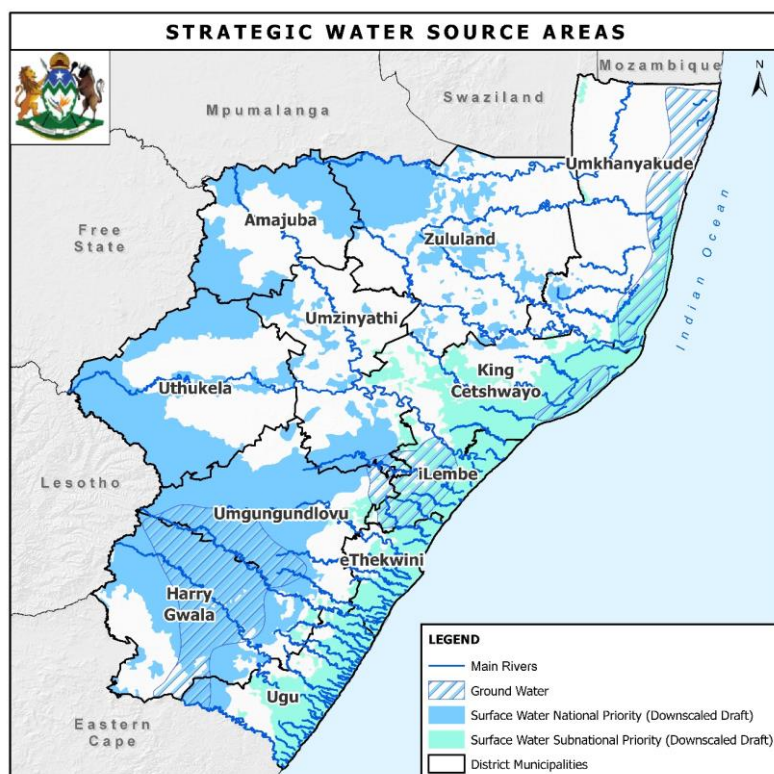 STRATEGIC WATER SOURCE AREAS
Mozambique
N
Swaziland
Mpumalanga
Umkhanyakude
Free
State
Amajuba
Zululand
Indian Ocean
Umzinyathi
King
Cetshwayo
Uthukela
Lesotho
iLembe
Umgungundlovu
eThekwini
Harry
Gwala
Ugu
Eastern
Cape
LEGEND
Main Rivers
Ground Water
Surface Water National Priority (Downscaled Draft)
Surface Water Subnational Priority (Downscaled Draft)
District Municipalities